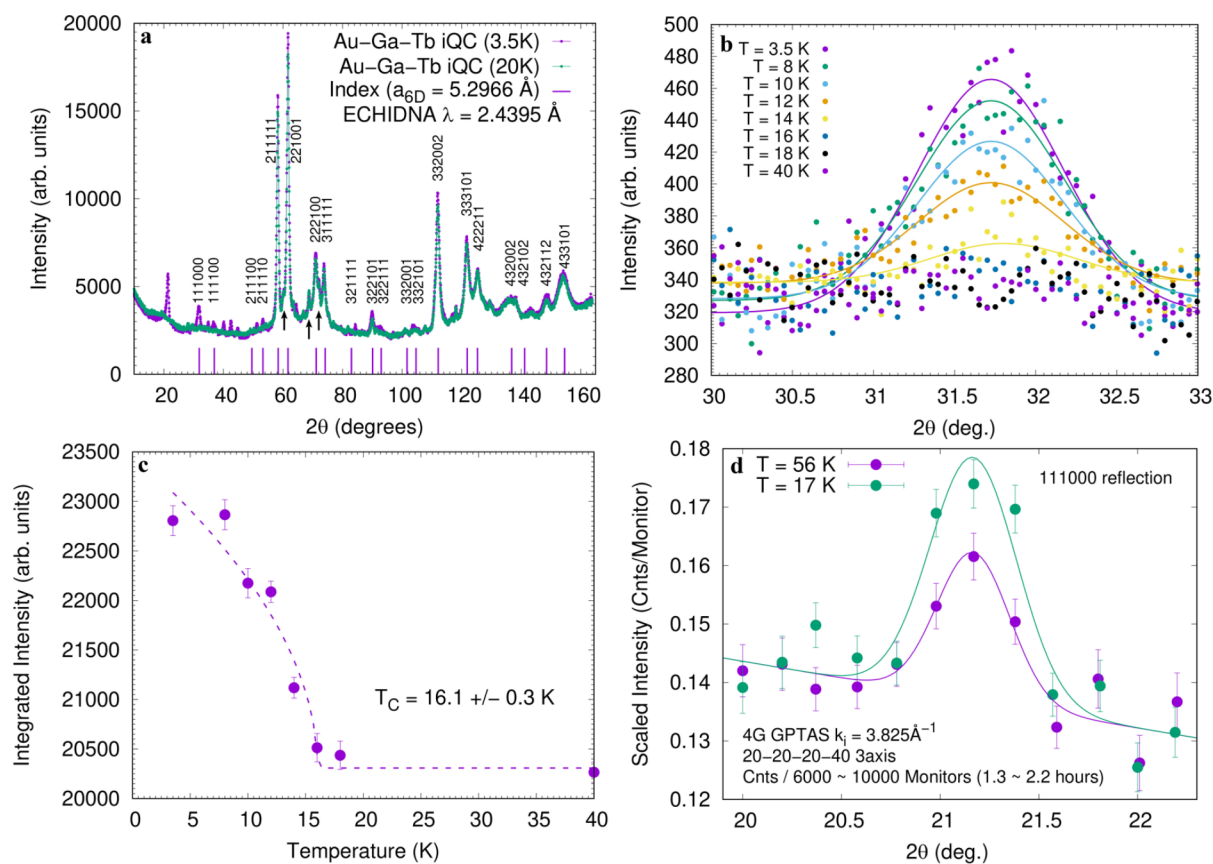 a
Au−Ga−Tb iQC (3.5K)
Au−Ga−Tb iQC (20K)
Index (a6D = 5.2966 Å)
ECHIDNA λ = 2.4395 Å
Intensity (arb. units)
20000
15000
10000
5000
0
111000
111100
211100
211110
211111
221001
222100
311111
321111
322101
322111
332001
332101
332002
333101
422211
432002
432102
432112
433101
20 40 60 80 100 120 140 160
2θ (degrees)
b
T = 3.5 K
T = 8 K
T = 10 K
T = 12 K
T = 14 K
T = 16 K
T = 18 K
T = 40 K
Intensity (arb. units)
500
480
460
440
420
400
380
360
340
320
300
280
30 30.5 31 31.5 32 32.5 33
2θ (deg.)
c
Integrated Intensity (arb. units)
23500
23000
22500
22000
21500
21000
20500
20000
TC = 16.1 +/− 0.3 K
0 5 10 15 20 25 30 35 40
Temperature (K)
d
T = 56 K
T = 17 K
111000 reflection
Scaled Intensity (Cnts/Monitor)
0.18
0.17
0.16
0.15
0.14
0.13
0.12
4G GPTAS ki = 3.825Å−1
20−20−20−40 3axis
Cnts / 6000 ~ 10000 Monitors (1.3 ~ 2.2 hours)
20 20.5 21 21.5 22
2θ (deg.)